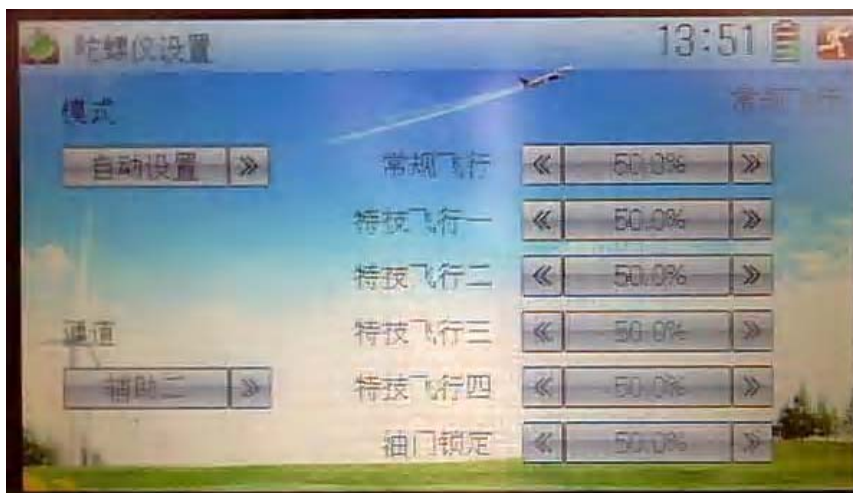 陀螺仪设置 13:51
模式 常规飞行
自动设置 » 常规飞行 « 50.0% »
特技飞行一 « 50.0% »
特技飞行二 « 50.0% »
通道 特技飞行三 « 50.0% »
辅助二 » 特技飞行四 « 50.0% »
油门锁定 « 50.0% »